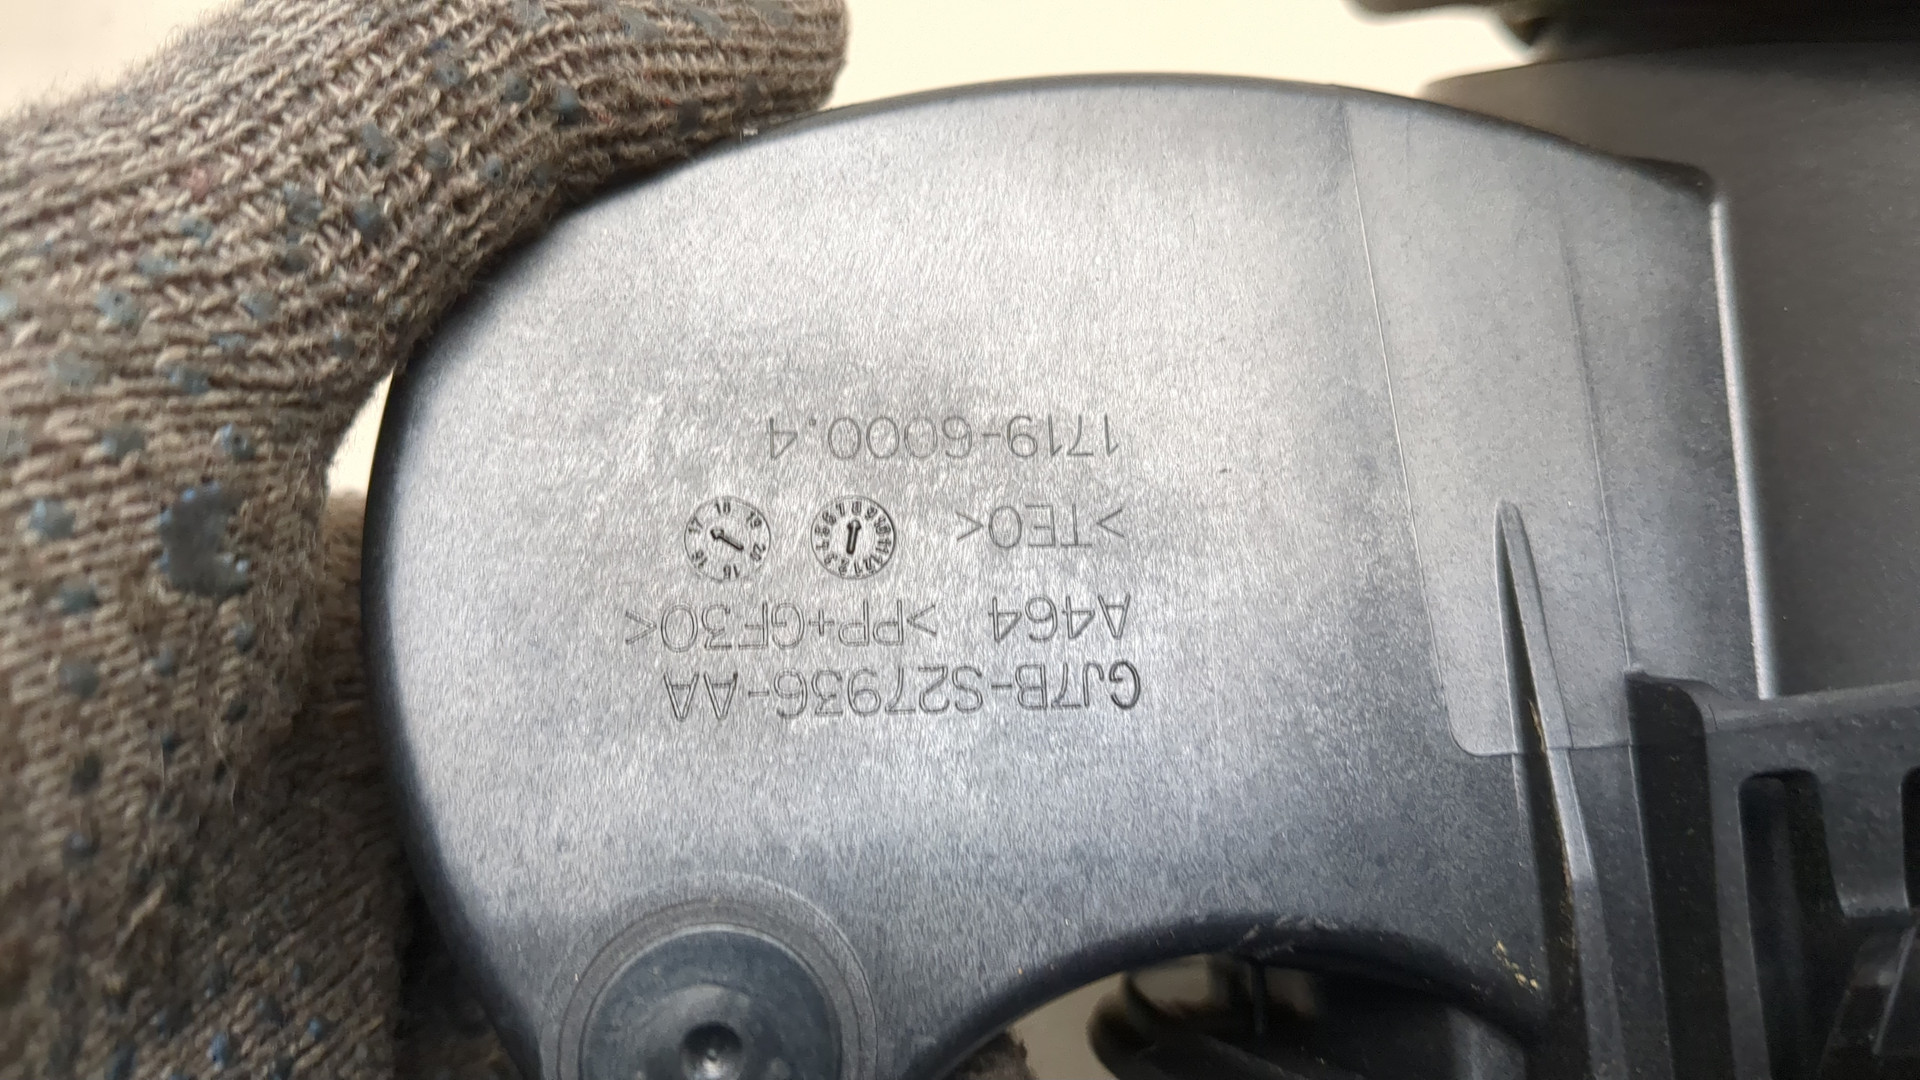 GJ7B-S27936-AA
A464 >PP+GF30<
>TEO<
1719-6000.4